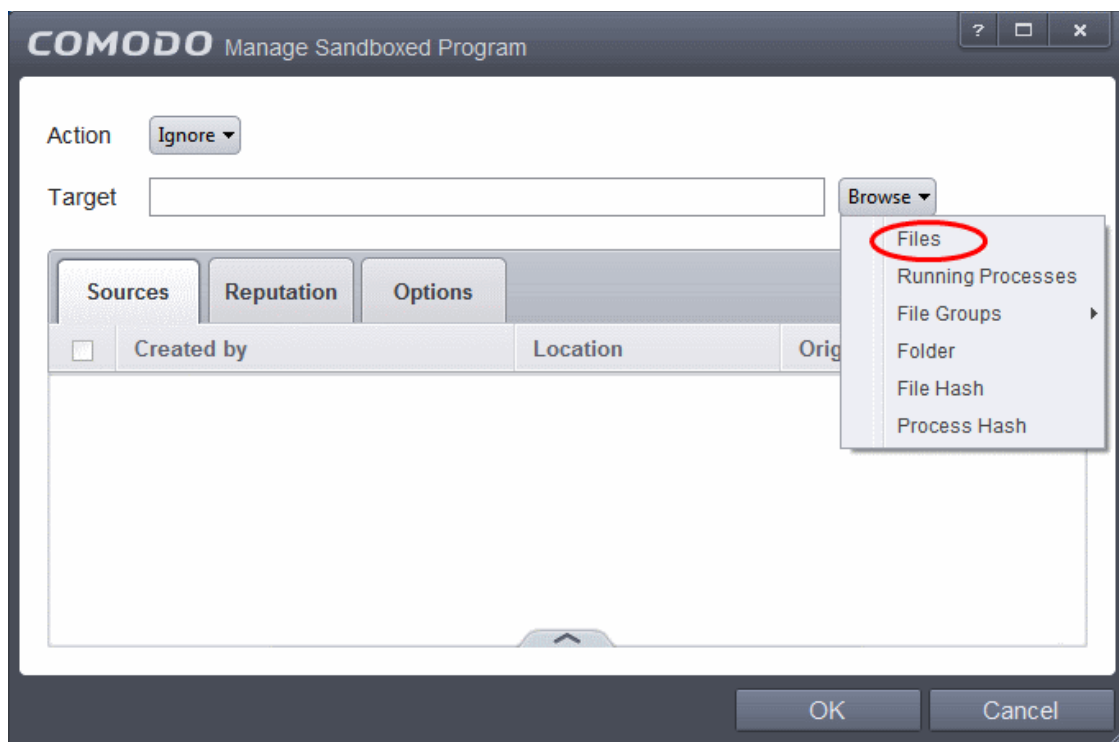 COMODO Manage Sandboxed Program
?
Action Ignore
Target Browse
Files
Running Processes
File Groups
Folder
File Hash
Process Hash
Sources Reputation Options
Created by Location Orig
OK Cancel